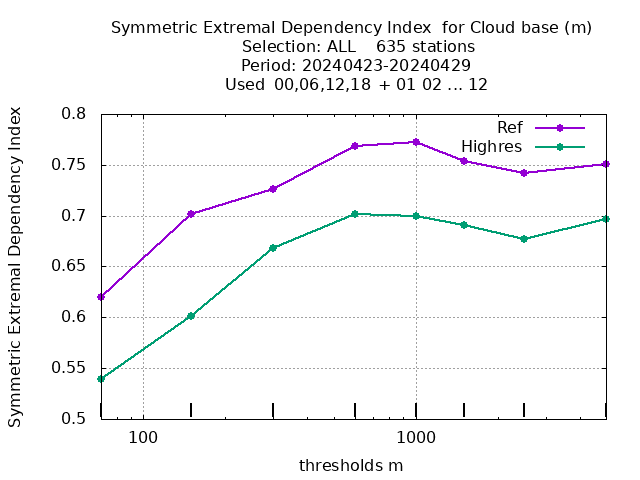 Symmetric Extremal Dependency Index  for Cloud base (m)
Selection: ALL    635 stations
Period: 20240423-20240429
Used  00,06,12,18  + 01 02 ... 12
Symmetric Extremal Dependency Index
0.8
0.75
0.7
0.65
0.6
0.55
0.5
Ref
Highres
100
1000
thresholds m